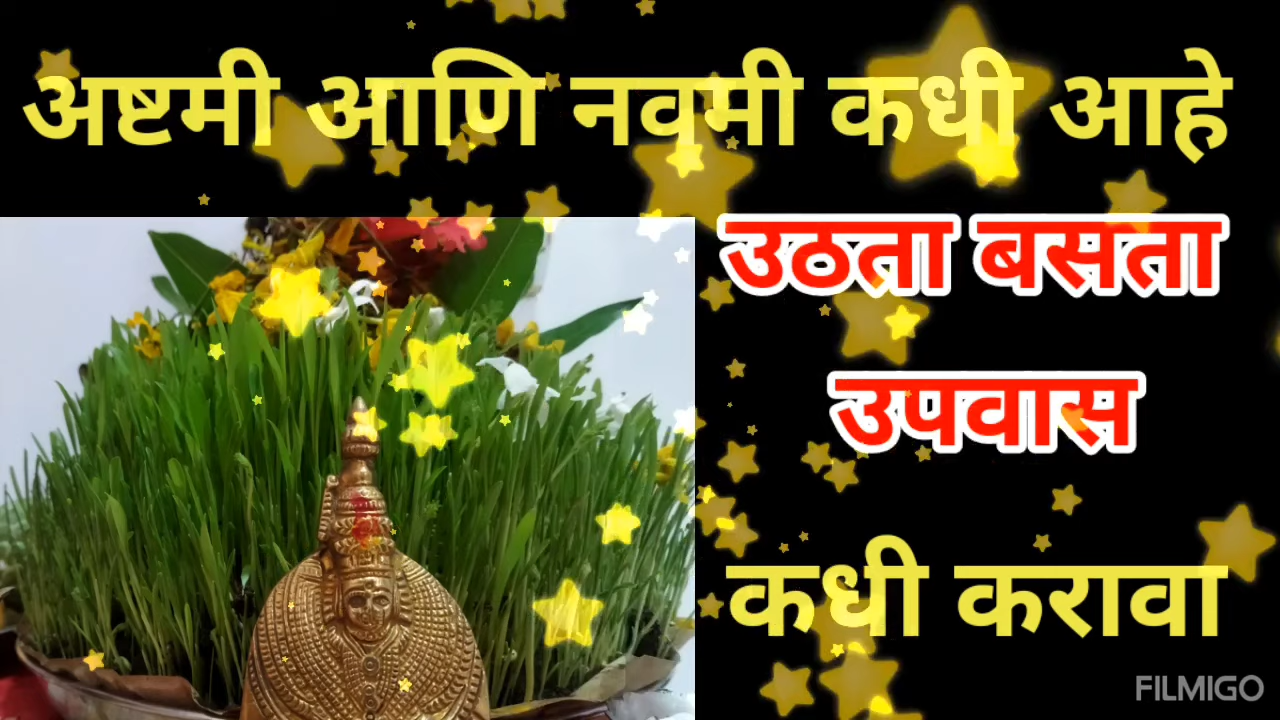 अष्टमी आणि नवमी कधी आहे
उठता बसता
उपवास
कधी करावा
FILMIGO